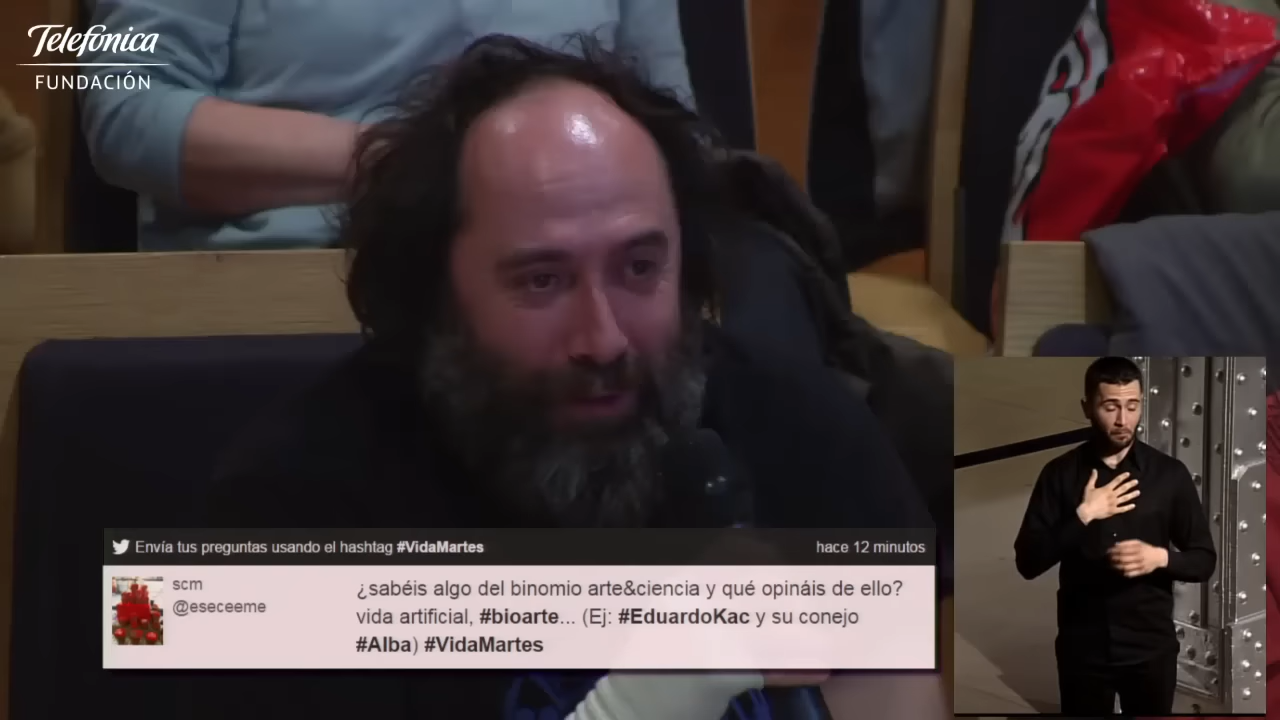 Telefónica
FUNDACIÓN
Envía tus preguntas usando el hashtag #VidaMartes
hace 12 minutos
scm
@eseceeme
¿sabéis algo del binomio arte&ciencia y qué opináis de ello?
vida artificial, #bioarte... (Ej: #EduardoKac y su conejo
#Alba) #VidaMartes